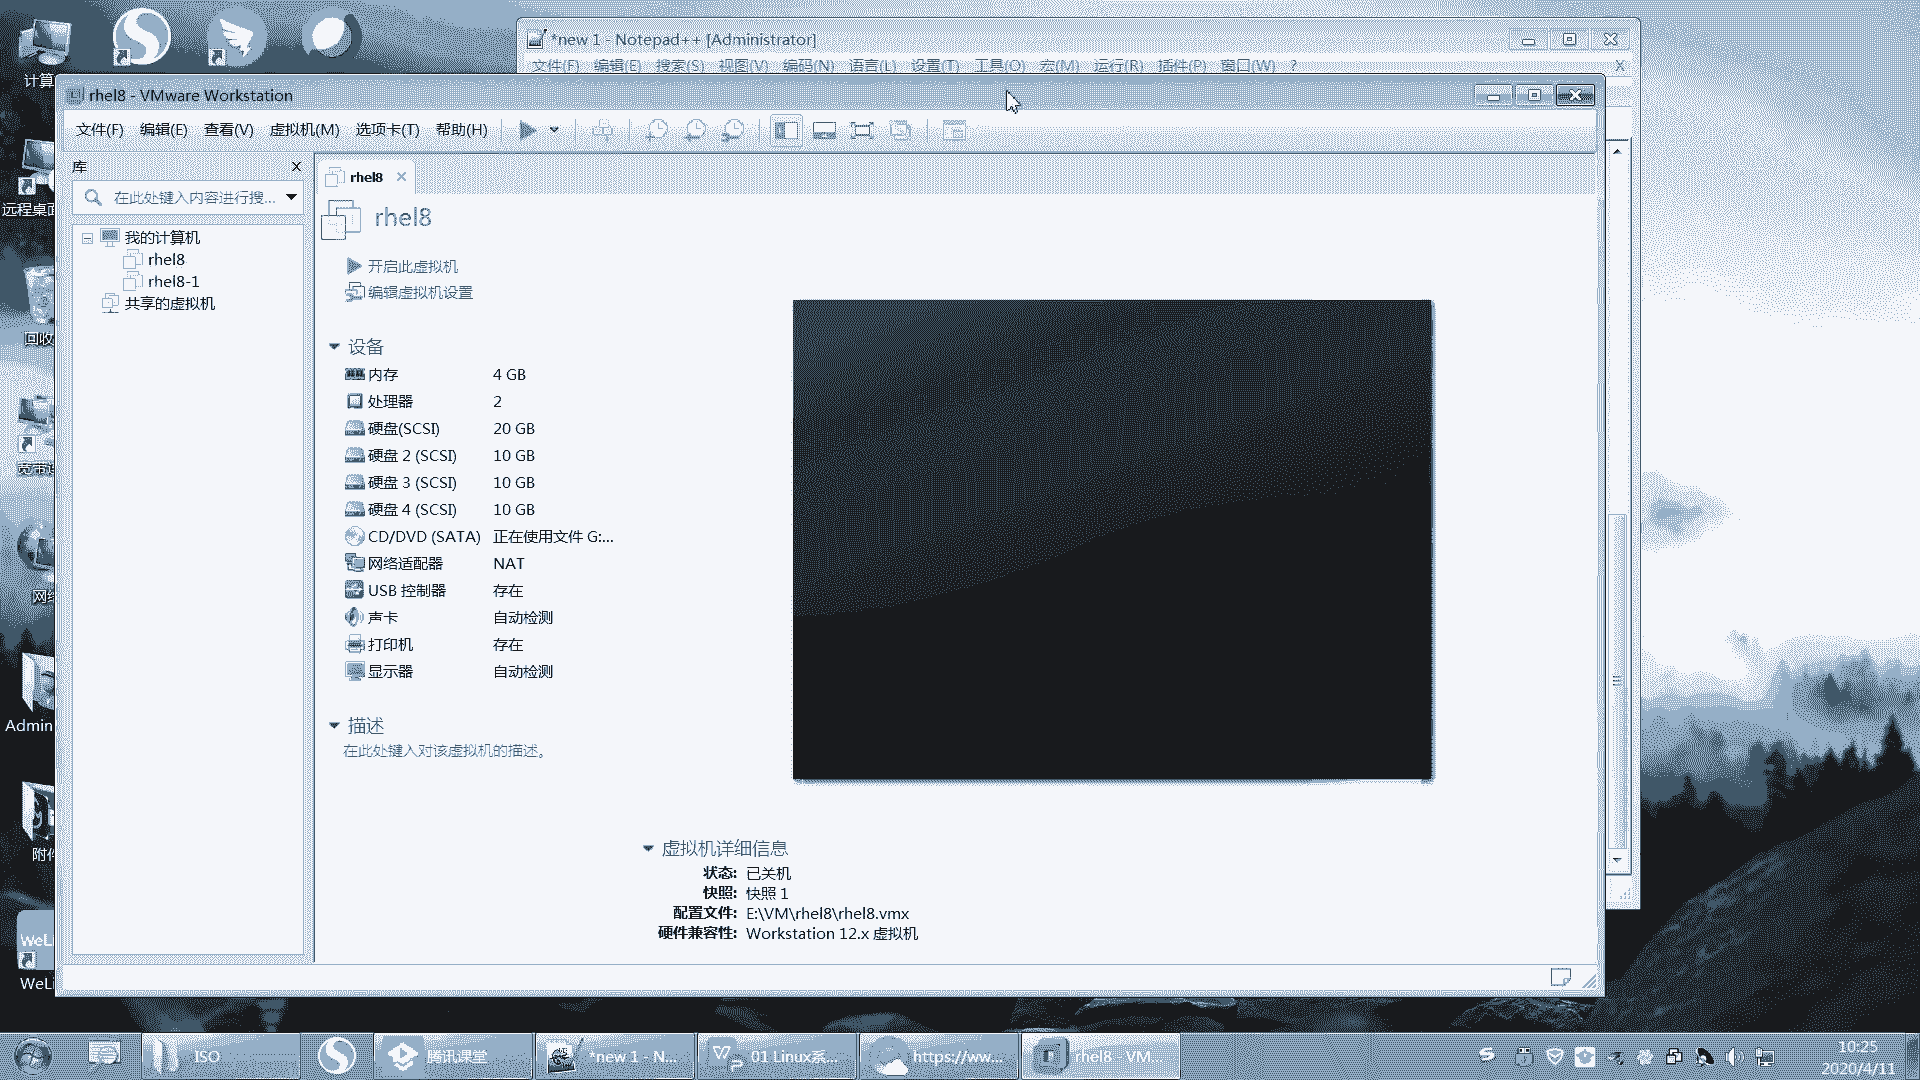 *new 1 - Notepad++ [Administrator]
文件(F) 编辑(E) 搜索(S) 视图(V) 编码(N) 语言(L) 设置(T) 工具(O) 宏(M) 运行(R) 插件(P) 窗口(W) ? X
计算
rhel8 - VMware Workstation
文件(F) 编辑(E) 查看(V) 虚拟机(M) 选项卡(T) 帮助(H)
库
rhel8
在此处键入内容进行搜...
远程桌面
rhel8
我的计算机
rhel8
rhel8-1
共享的虚拟机
开启此虚拟机
编辑虚拟机设置
回收
设备
内存 4 GB
处理器 2
硬盘(SCSI) 20 GB
硬盘 2 (SCSI) 10 GB
宽带连
硬盘 3 (SCSI) 10 GB
硬盘 4 (SCSI) 10 GB
CD/DVD (SATA) 正在使用文件 G:...
网络适配器 NAT
USB 控制器 存在
网络
声卡 自动检测
打印机 存在
显示器 自动检测
Admin
描述
在此处键入对该虚拟机的描述。
附件
虚拟机详细信息
状态: 已关机
快照: 快照 1
配置文件: E:\VM\rhel8\rhel8.vmx
硬件兼容性: Workstation 12.x 虚拟机
WeLi
WeLi
ISO
腾讯课堂
*new 1 - N...
01 Linux系...
https://ww...
rhel8 - VM...
10:25
2020/4/11